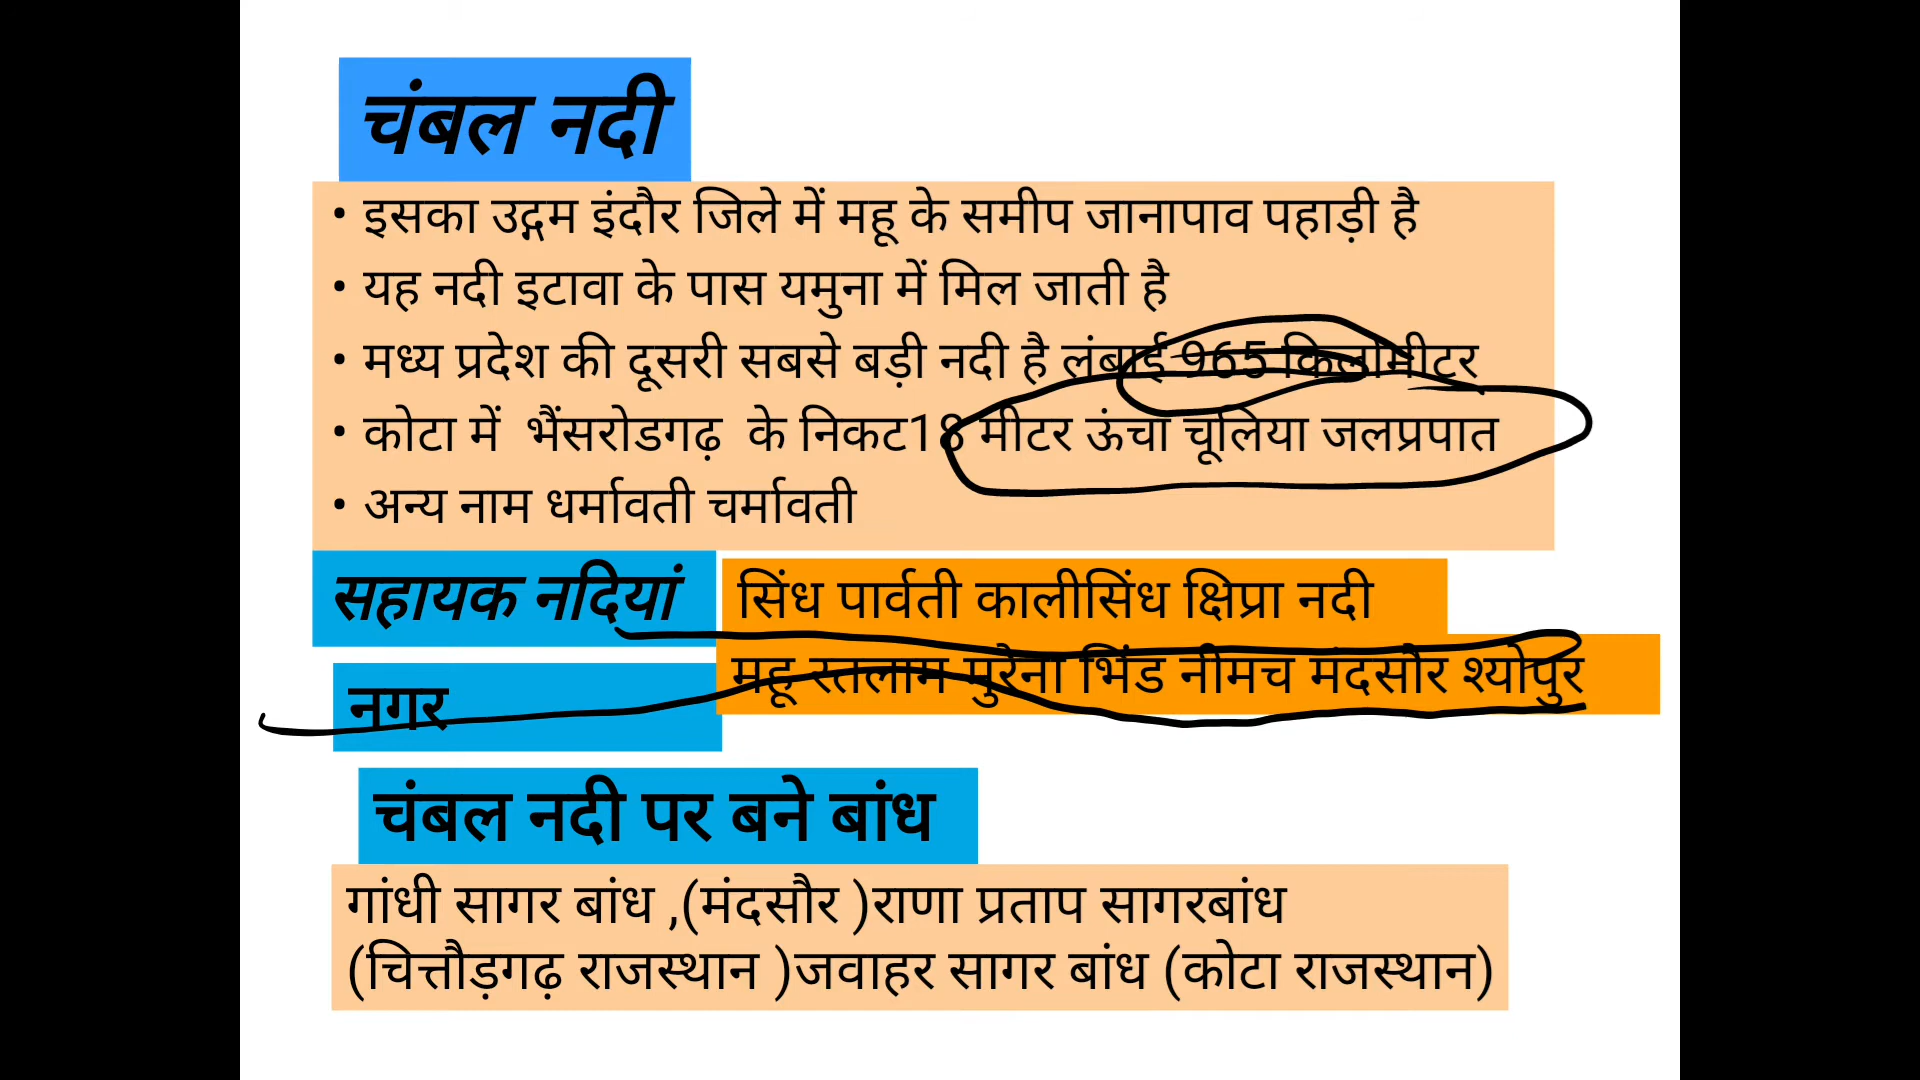 चंबल नदी
• इसका उद्गम इंदौर जिले में महू के समीप जानापाव पहाड़ी है
• यह नदी इटावा के पास यमुना में मिल जाती है
• मध्य प्रदेश की दूसरी सबसे बड़ी नदी है लंबाई 965 किलोमीटर
• कोटा में भैंसरोडगढ़ के निकट18 मीटर ऊंचा चूलिया जलप्रपात
• अन्य नाम धर्मावती चर्मावती
सहायक नदियां
सिंध पार्वती कालीसिंध क्षिप्रा नदी
नगर
महू रतलाम मुरैना भिंड नीमच मंदसौर श्योपुर
चंबल नदी पर बने बांध
गांधी सागर बांध ,(मंदसौर )राणा प्रताप सागरबांध
(चित्तौड़गढ़ राजस्थान )जवाहर सागर बांध (कोटा राजस्थान)